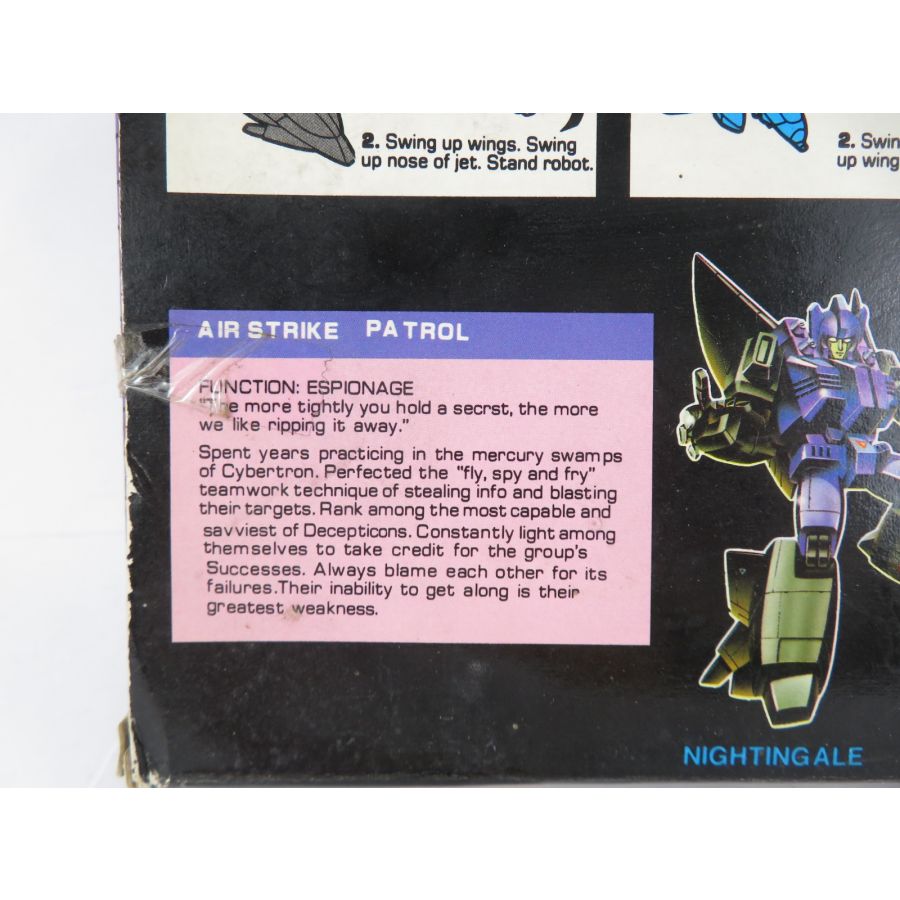 2. Swing up wings. Swing
up nose of jet. Stand robot.
2. Swin
up wing
AIR STRIKE PATROL
FUNCTION: ESPIONAGE
more tightly you hold a secrst, the more
we like ripping it away."
Spent years practicing in the mercury swamps
of Cybertron. Perfected the "fly, spy and fry"
teamwork technique of stealing info and blasting
their targets. Rank among the most capable and
savviest of Decepticons. Constantly light among
themselves to take credit for the group's
Successes. Always blame each other for its
failures.Their inability to get along is their
greatest weakness.
NIGHTINGALE